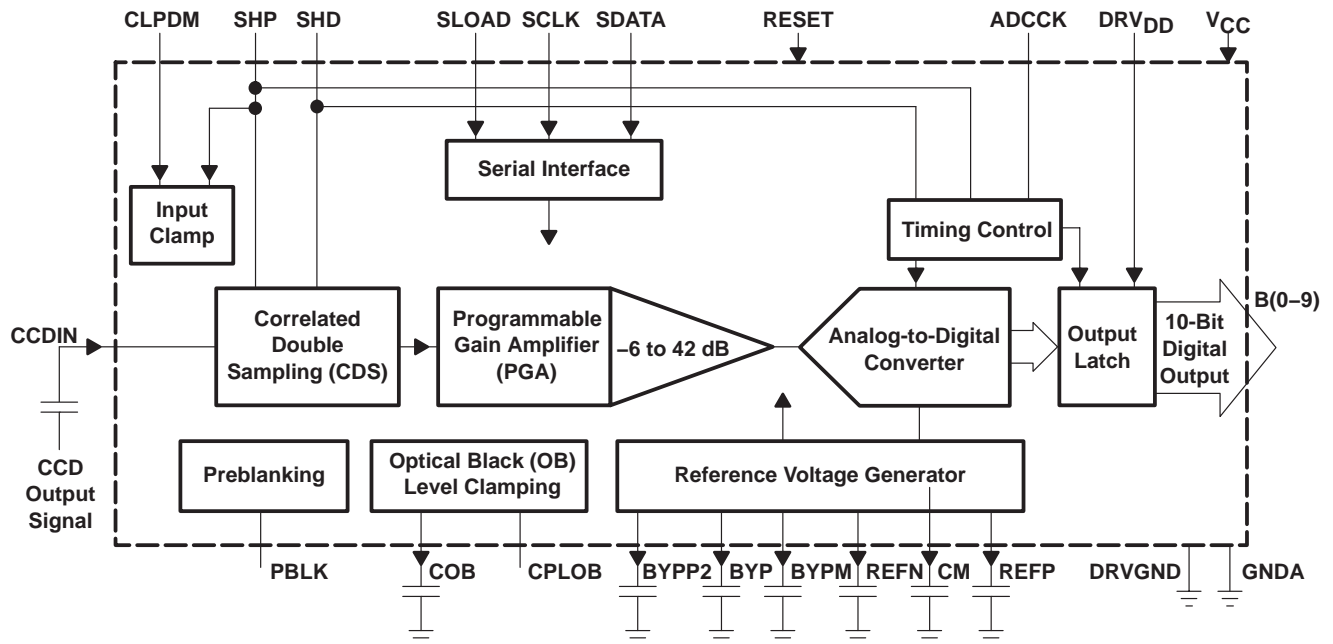 CLPDM SHP SHD SLOAD SCLK SDATA RESET ADCCK DRVDD VCC
Serial Interface
Input
Clamp
Timing Control
CCDIN
Correlated
Double
Sampling (CDS)
Programmable
Gain Amplifier
(PGA)
–6 to 42 dB
Analog-to-Digital
Converter
Output
Latch
10-Bit
Digital
Output
B(0–9)
CCD
Output
Signal
Preblanking
Optical Black (OB)
Level Clamping
Reference Voltage Generator
PBLK COB CPLOB BYPP2 BYP BYPM REFN CM REFP DRVGND GNDA